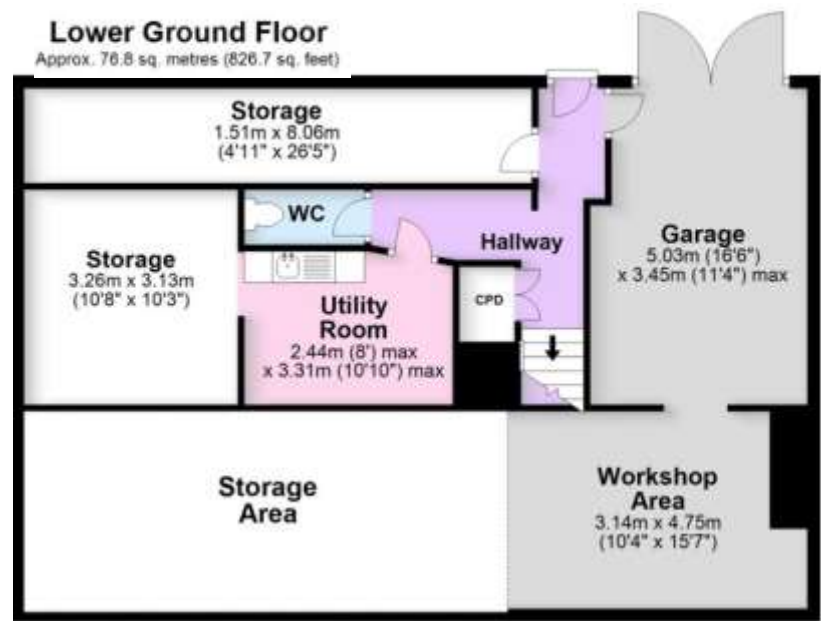 Lower Ground Floor
Approx. 76.8 sq. metres (826.7 sq. feet)
Storage
1.51m x 8.06m
(4'11" x 26'5")
WC
Hallway
Garage
5.03m (16'6")
x 3.45m (11'4") max
Storage
3.26m x 3.13m
(10'8" x 10'3")
CPD
Utility
Room
2.44m (8') max
x 3.31m (10'10") max
Storage
Area
Workshop
Area
3.14m x 4.75m
(10'4" x 15'7")